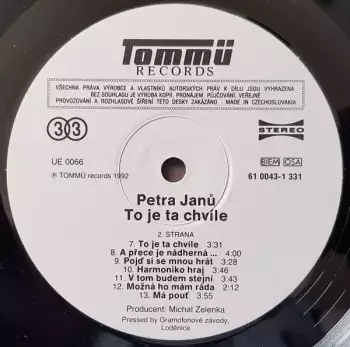 Tommü
RECORDS
VŠECHNA PRÁVA VÝROBCE A VLASTNÍKŮ AUTORSKÝCH PRÁV K DÍLU JSOU VYHRAZENA
BEZ SOUHLASU JE VÝROBA KOPIÍ, PRONÁJEM, PŮJČOVÁNÍ, VEŘEJNÉ
PROVOZOVÁNÍ A ROZHLASOVÉ ŠÍŘENÍ TÉTO DESKY ZAKÁZÁNO · MADE IN CZECHOSLOVAKIA
33
STEREO
UE 0066
BIEM OSA
℗ TOMMÜ records 1992
61 0043-1 331
Petra Janů
To je ta chvíle
2. STRANA
7. To je ta chvíle 3:31
8. A přece je nádherná ... 4:00
9. Pojď si se mnou hrát 3:28
10. Harmoniko hraj 3:46
11. V tom budem stejní 3:43
12. Možná ho mám ráda 3:51
13. Má pouť 3:55
Producent: Michal Zelenka
Pressed by Gramofonové závody,
Loděnice